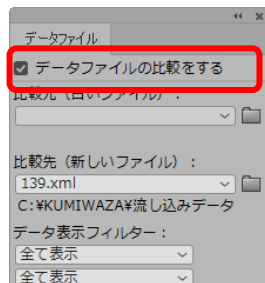 データファイル
データファイルの比較をする
比較元（古いファイル）：
比較先（新しいファイル）：
139.xml
C:¥KUMIWAZA¥流し込みデータ
データ表示フィルター：
全て表示
全て表示